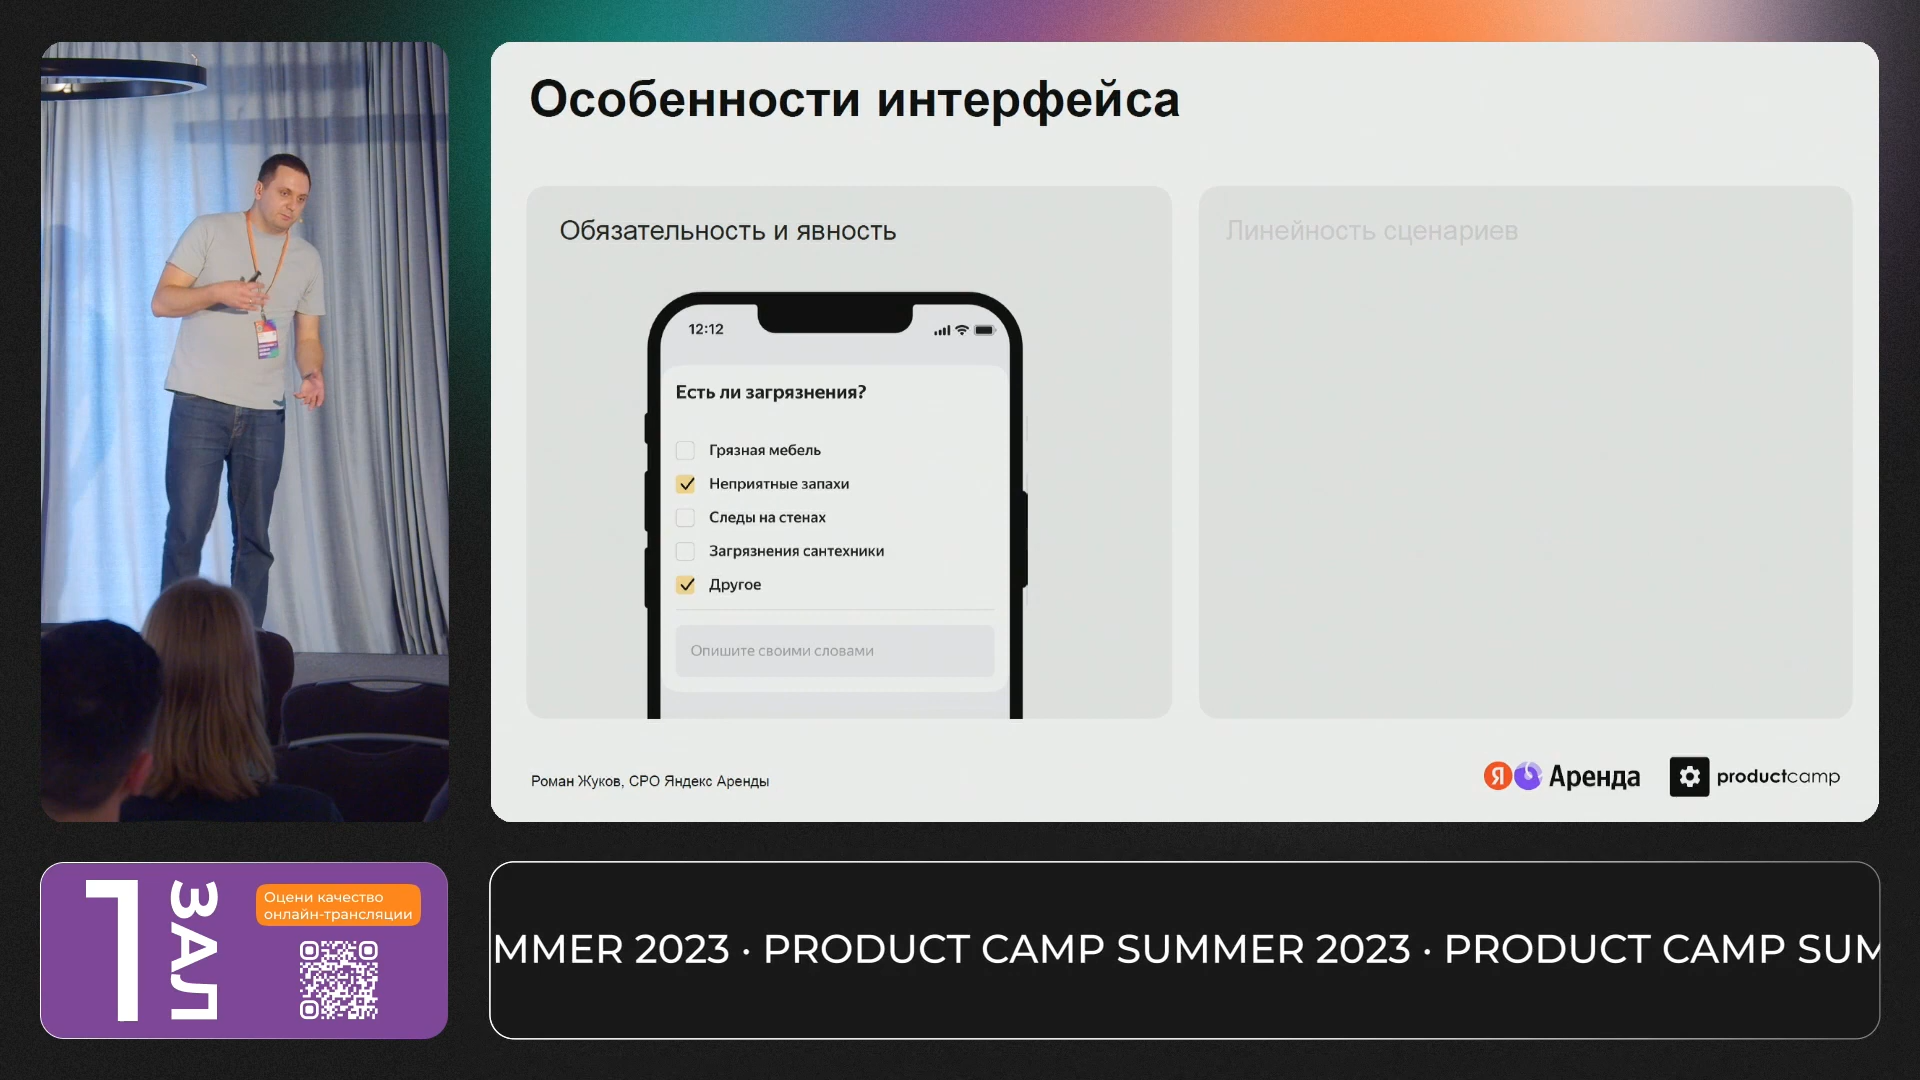 Особенности интерфейса
Обязательность и явность
Линейность сценариев
12:12
Есть ли загрязнения?
Грязная мебель
Неприятные запахи
Следы на стенах
Загрязнения сантехники
Другое
Опишите своими словами
Роман Жуков, CPO Яндекс Аренды
Я Аренда
productcamp
1 ЗАЛ
Оцени качество
онлайн-трансляции
MMER 2023 · PRODUCT CAMP SUMMER 2023 · PRODUCT CAMP SUM